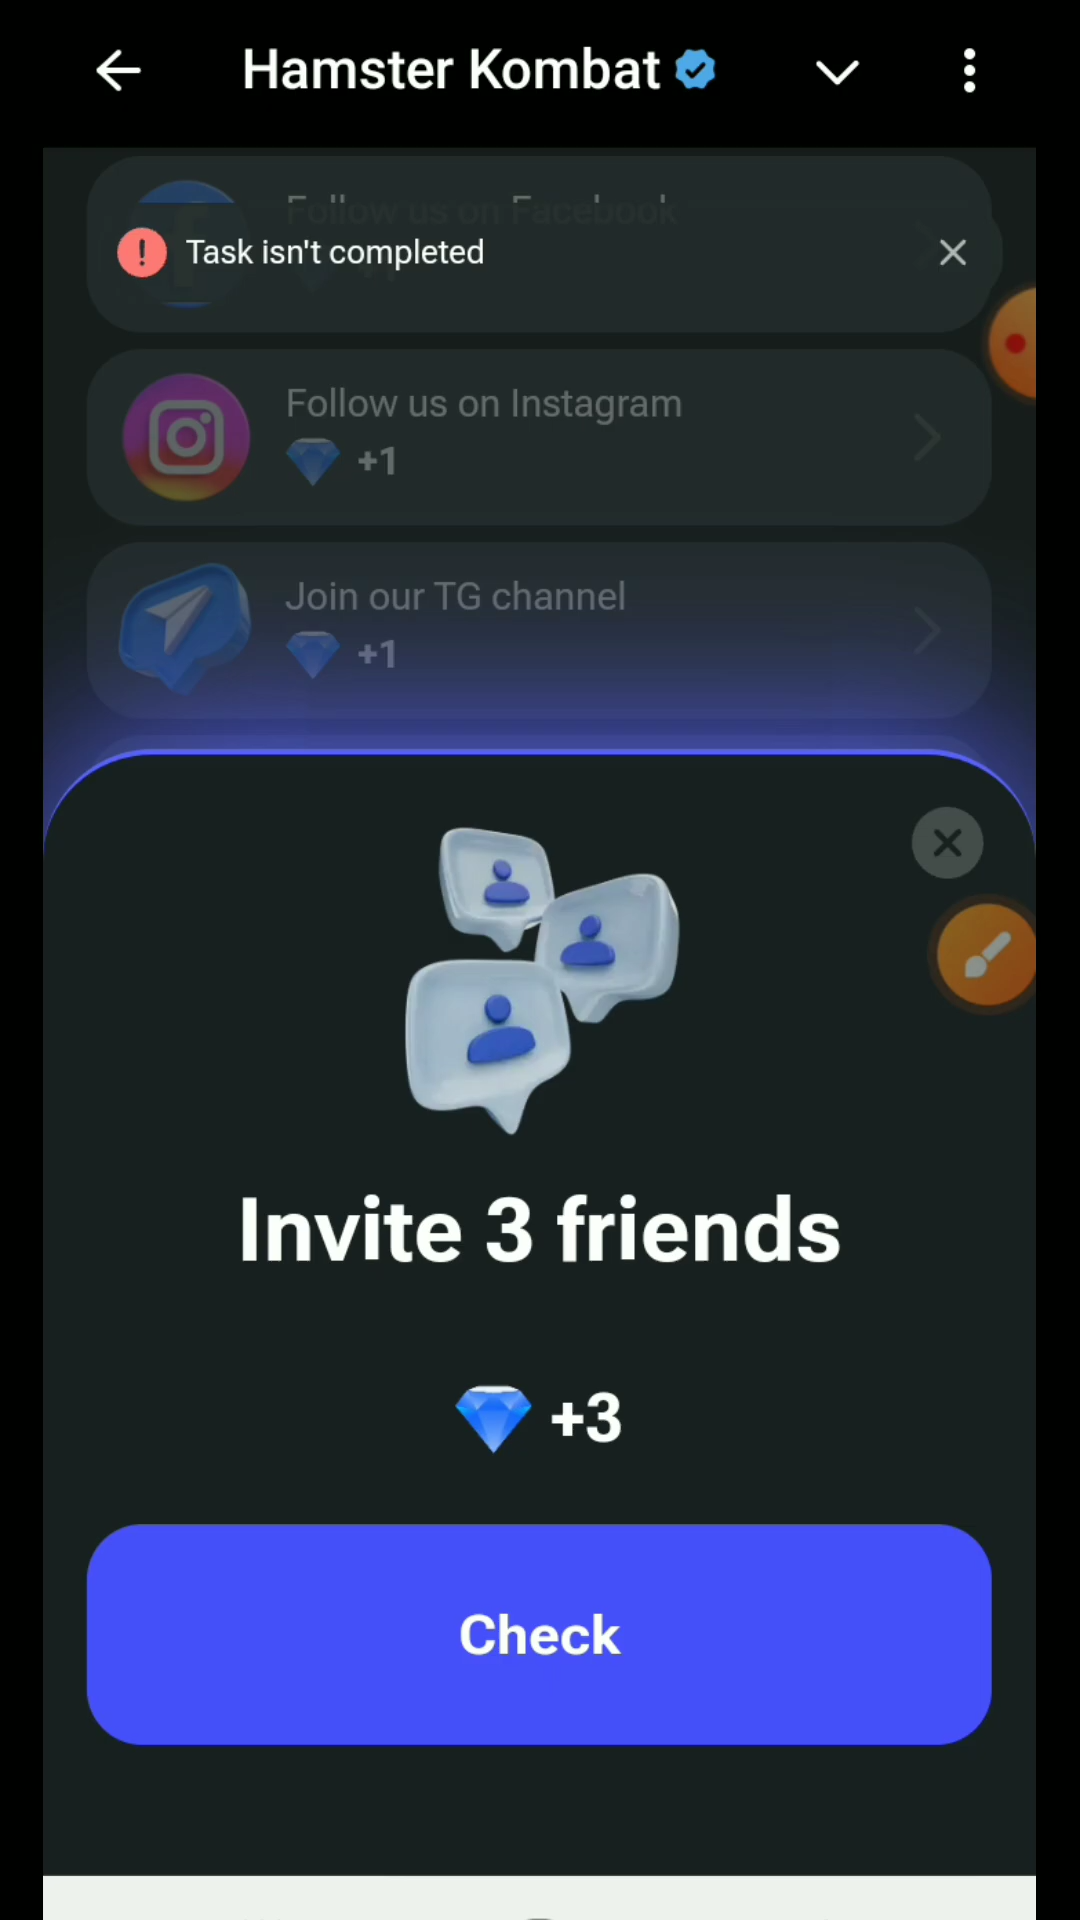 Hamster Kombat
Follow us on Facebook
Task isn't completed
Follow us on Instagram
+1
Join our TG channel
+1
Invite 3 friends
+3
Check